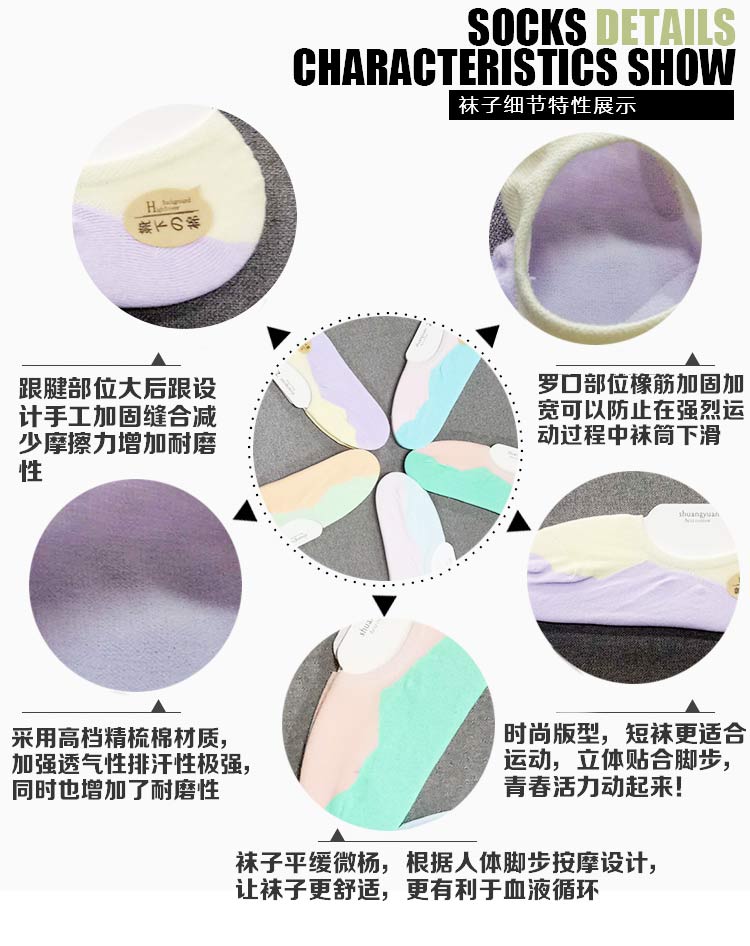 SOCKS DETAILS
CHARACTERISTICS SHOW
袜子细节特性展示
H Background
Highflower
靴下の棉
跟腱部位大后跟设
计手工加固缝合减
少摩擦力增加耐磨
性
罗口部位橡筋加固加
宽可以防止在强烈运
动过程中袜筒下滑
shuangyuan
采用高档精梳棉材质，
加强透气性排汗性极强，
同时也增加了耐磨性
时尚版型，短袜更适合
运动，立体贴合脚步，
青春活力动起来！
袜子平缓微杨，根据人体脚步按摩设计，
让袜子更舒适，更有利于血液循环